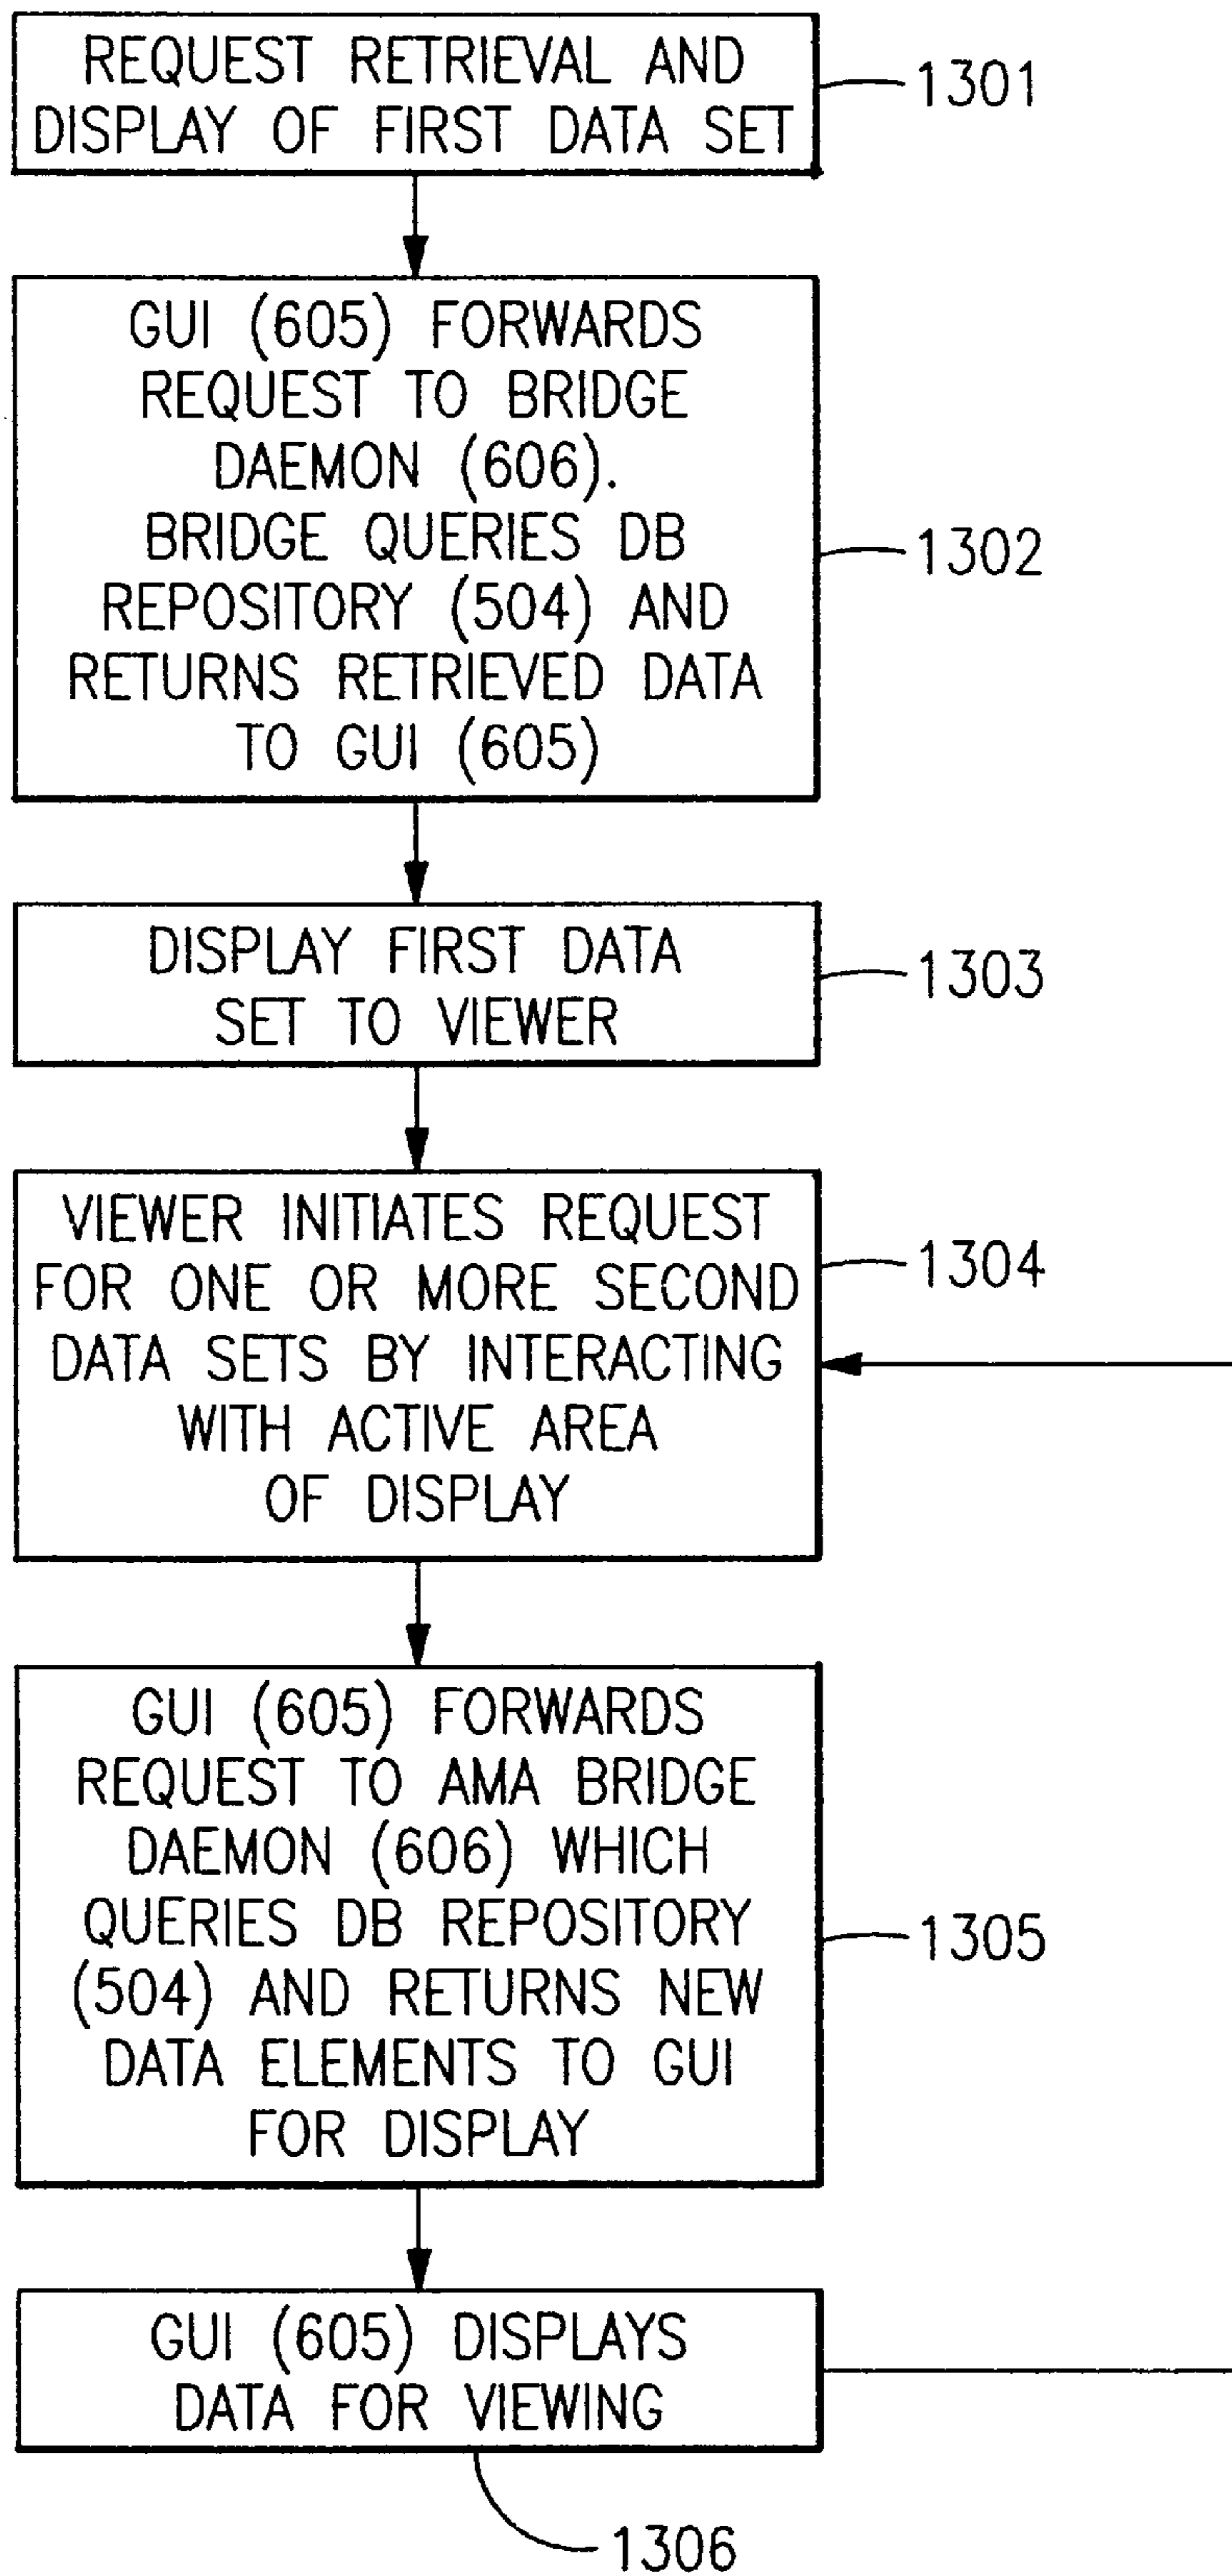 REQUEST RETRIEVAL AND
DISPLAY OF FIRST DATA SET
1301
GUI (605) FORWARDS
REQUEST TO BRIDGE
DAEMON (606).
BRIDGE QUERIES DB
REPOSITORY (504) AND
RETURNS RETRIEVED DATA
TO GUI (605)
1302
DISPLAY FIRST DATA
SET TO VIEWER
1303
VIEWER INITIATES REQUEST
FOR ONE OR MORE SECOND
DATA SETS BY INTERACTING
WITH ACTIVE AREA
OF DISPLAY
1304
GUI (605) FORWARDS
REQUEST TO AMA BRIDGE
DAEMON (606) WHICH
QUERIES DB REPOSITORY
(504) AND RETURNS NEW
DATA ELEMENTS TO GUI
FOR DISPLAY
1305
GUI (605) DISPLAYS
DATA FOR VIEWING
1306